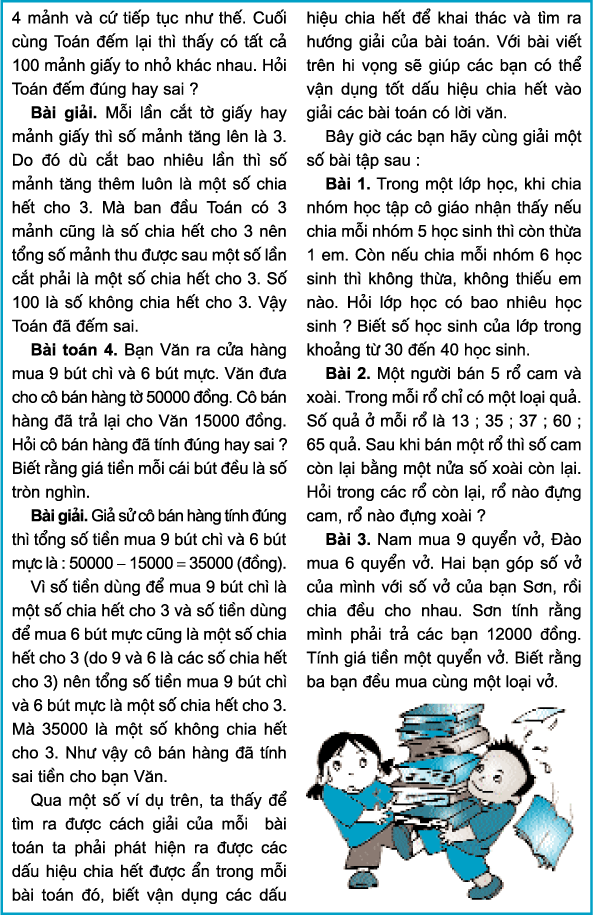 4 mảnh và cứ tiếp tục như thế. Cuối
cùng Toán đếm lại thì thấy có tất cả
100 mảnh giấy to nhỏ khác nhau. Hỏi
Toán đếm đúng hay sai ?
Bài giải. Mỗi lần cắt tờ giấy hay
mảnh giấy thì số mảnh tăng lên là 3.
Do đó dù cắt bao nhiêu lần thì số
mảnh tăng thêm luôn là một số chia
hết cho 3. Mà ban đầu Toán có 3
mảnh cũng là số chia hết cho 3 nên
tổng số mảnh thu được sau một số lần
cắt phải là một số chia hết cho 3. Số
100 là số không chia hết cho 3. Vậy
Toán đã đếm sai.
Bài toán 4. Bạn Văn ra cửa hàng
mua 9 bút chì và 6 bút mực. Văn đưa
cho cô bán hàng tờ 50000 đồng. Cô bán
hàng đã trả lại cho Văn 15000 đồng.
Hỏi cô bán hàng đã tính đúng hay sai ?
Biết rằng giá tiền mỗi cái bút đều là số
tròn nghìn.
Bài giải. Giả sử cô bán hàng tính đúng
thì tổng số tiền mua 9 bút chì và 6 bút
mực là : 50000 – 15000 = 35000 (đồng).
Vì số tiền dùng để mua 9 bút chì là
một số chia hết cho 3 và số tiền dùng
để mua 6 bút mực cũng là một số chia
hết cho 3 (do 9 và 6 là các số chia hết
cho 3) nên tổng số tiền mua 9 bút chì
và 6 bút mực là một số chia hết cho 3.
Mà 35000 là một số không chia hết
cho 3. Như vậy cô bán hàng đã tính
sai tiền cho bạn Văn.
Qua một số ví dụ trên, ta thấy để
tìm ra được cách giải của mỗi bài
toán ta phải phát hiện ra được các
dấu hiệu chia hết được ẩn trong mỗi
bài toán đó, biết vận dụng các dấu
hiệu chia hết để khai thác và tìm ra
hướng giải của bài toán. Với bài viết
trên hi vọng sẽ giúp các bạn có thể
vận dụng tốt dấu hiệu chia hết vào
giải các bài toán có lời văn.
Bây giờ các bạn hãy cùng giải một
số bài tập sau :
Bài 1. Trong một lớp học, khi chia
nhóm học tập cô giáo nhận thấy nếu
chia mỗi nhóm 5 học sinh thì còn thừa
1 em. Còn nếu chia mỗi nhóm 6 học
sinh thì không thừa, không thiếu em
nào. Hỏi lớp học có bao nhiêu học
sinh ? Biết số học sinh của lớp trong
khoảng từ 30 đến 40 học sinh.
Bài 2. Một người bán 5 rổ cam và
xoài. Trong mỗi rổ chỉ có một loại quả.
Số quả ở mỗi rổ là 13 ; 35 ; 37 ; 60 ;
65 quả. Sau khi bán một rổ thì số cam
còn lại bằng một nửa số xoài còn lại.
Hỏi trong các rổ còn lại, rổ nào đựng
cam, rổ nào đựng xoài ?
Bài 3. Nam mua 9 quyển vở, Đào
mua 6 quyển vở. Hai bạn góp số vở
của mình với số vở của bạn Sơn, rồi
chia đều cho nhau. Sơn tính rằng
mình phải trả các bạn 12000 đồng.
Tính giá tiền một quyển vở. Biết rằng
ba bạn đều mua cùng một loại vở.